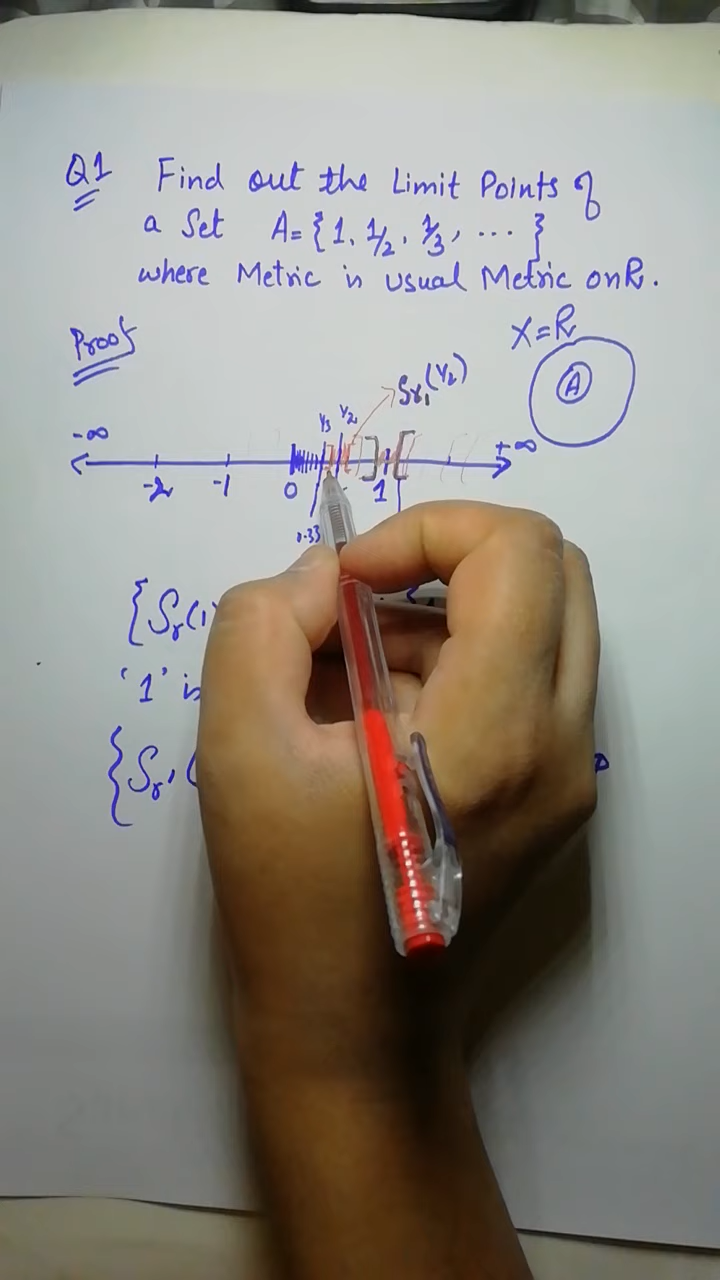 Q1 Find out the Limit Points of
a Set A = {1, 1/2, 1/3, ... }
where Metric is usual Metric on R.
Proof
X=R
A
Sr₁(1/2)
1/3 1/2
-∞ +∞
-2 -1 0 1
0.33
{Sr(1)
'1' is
{Sr₁(